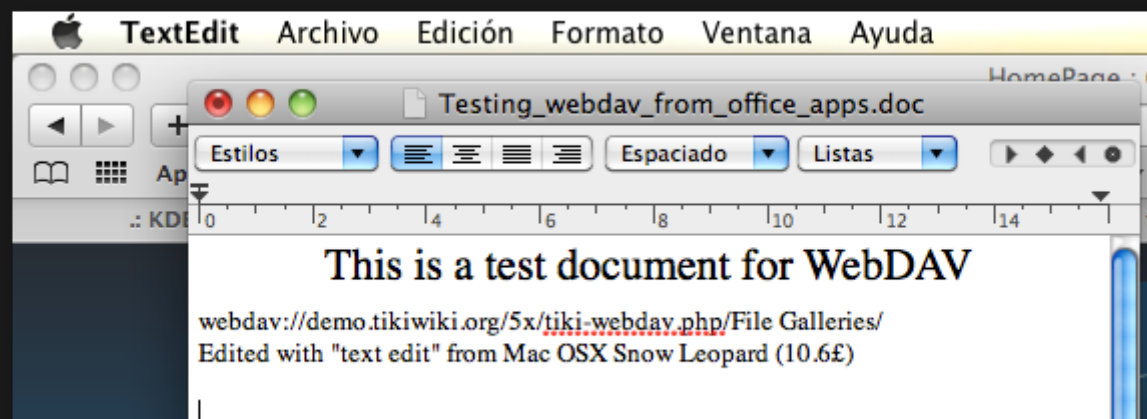 TextEdit Archivo Edición Formato Ventana Ayuda
HomePage :
Testing_webdav_from_office_apps.doc
Estilos Espaciado Listas
Ap
.: KDE
0 2 4 6 8 10 12 14
This is a test document for WebDAV
webdav://demo.tikiwiki.org/5x/tiki-webdav.php/File Galleries/
Edited with "text edit" from Mac OSX Snow Leopard (10.6£)